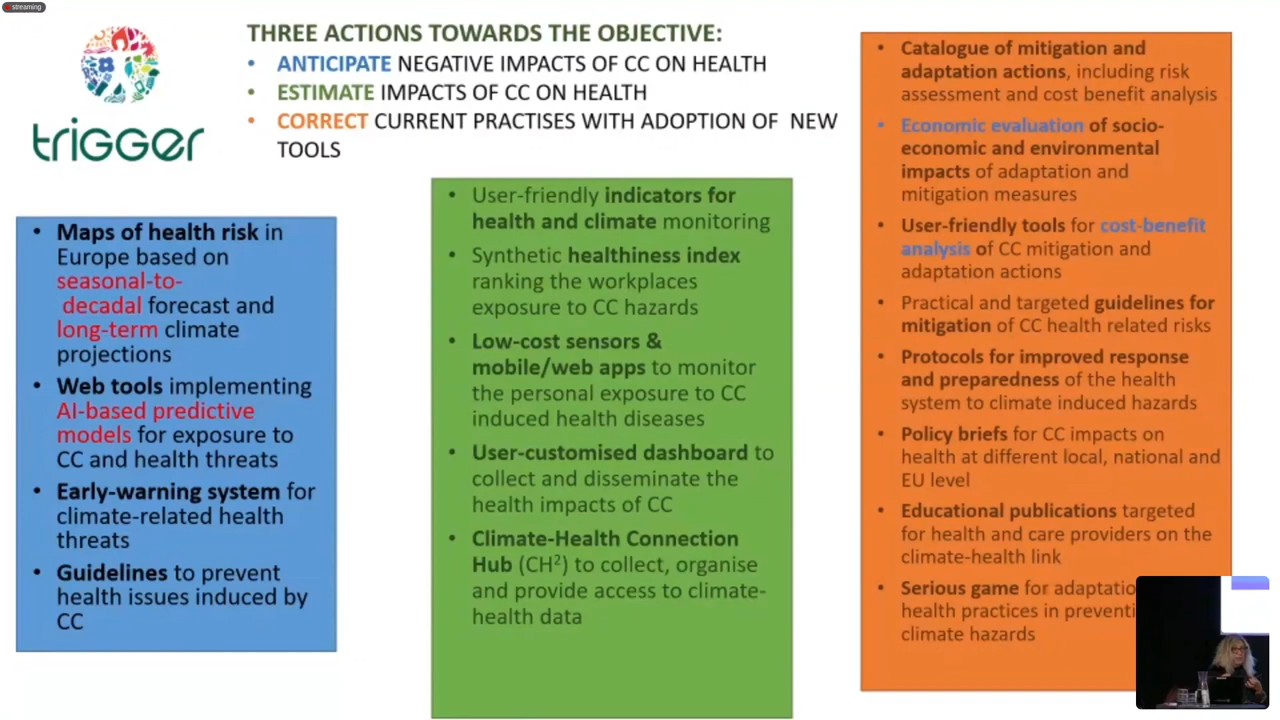 streaming
trigger
THREE ACTIONS TOWARDS THE OBJECTIVE:
• ANTICIPATE NEGATIVE IMPACTS OF CC ON HEALTH
• ESTIMATE IMPACTS OF CC ON HEALTH
• CORRECT CURRENT PRACTISES WITH ADOPTION OF NEW
TOOLS
• Maps of health risk in
Europe based on
seasonal-to-
decadal forecast and
long-term climate
projections
• Web tools implementing
AI-based predictive
models for exposure to
CC and health threats
• Early-warning system for
climate-related health
threats
• Guidelines to prevent
health issues induced by
CC
• User-friendly indicators for
health and climate monitoring
• Synthetic healthiness index
ranking the workplaces
exposure to CC hazards
• Low-cost sensors &
mobile/web apps to monitor
the personal exposure to CC
induced health diseases
• User-customised dashboard to
collect and disseminate the
health impacts of CC
• Climate-Health Connection
Hub (CH²) to collect, organise
and provide access to climate-
health data
• Catalogue of mitigation and
adaptation actions, including risk
assessment and cost benefit analysis
• Economic evaluation of socio-
economic and environmental
impacts of adaptation and
mitigation measures
• User-friendly tools for cost-benefit
analysis of CC mitigation and
adaptation actions
• Practical and targeted guidelines for
mitigation of CC health related risks
• Protocols for improved response
and preparedness of the health
system to climate induced hazards
• Policy briefs for CC impacts on
health at different local, national and
EU level
• Educational publications targeted
for health and care providers on the
climate-health link
• Serious game for
health practices in
climate hazards